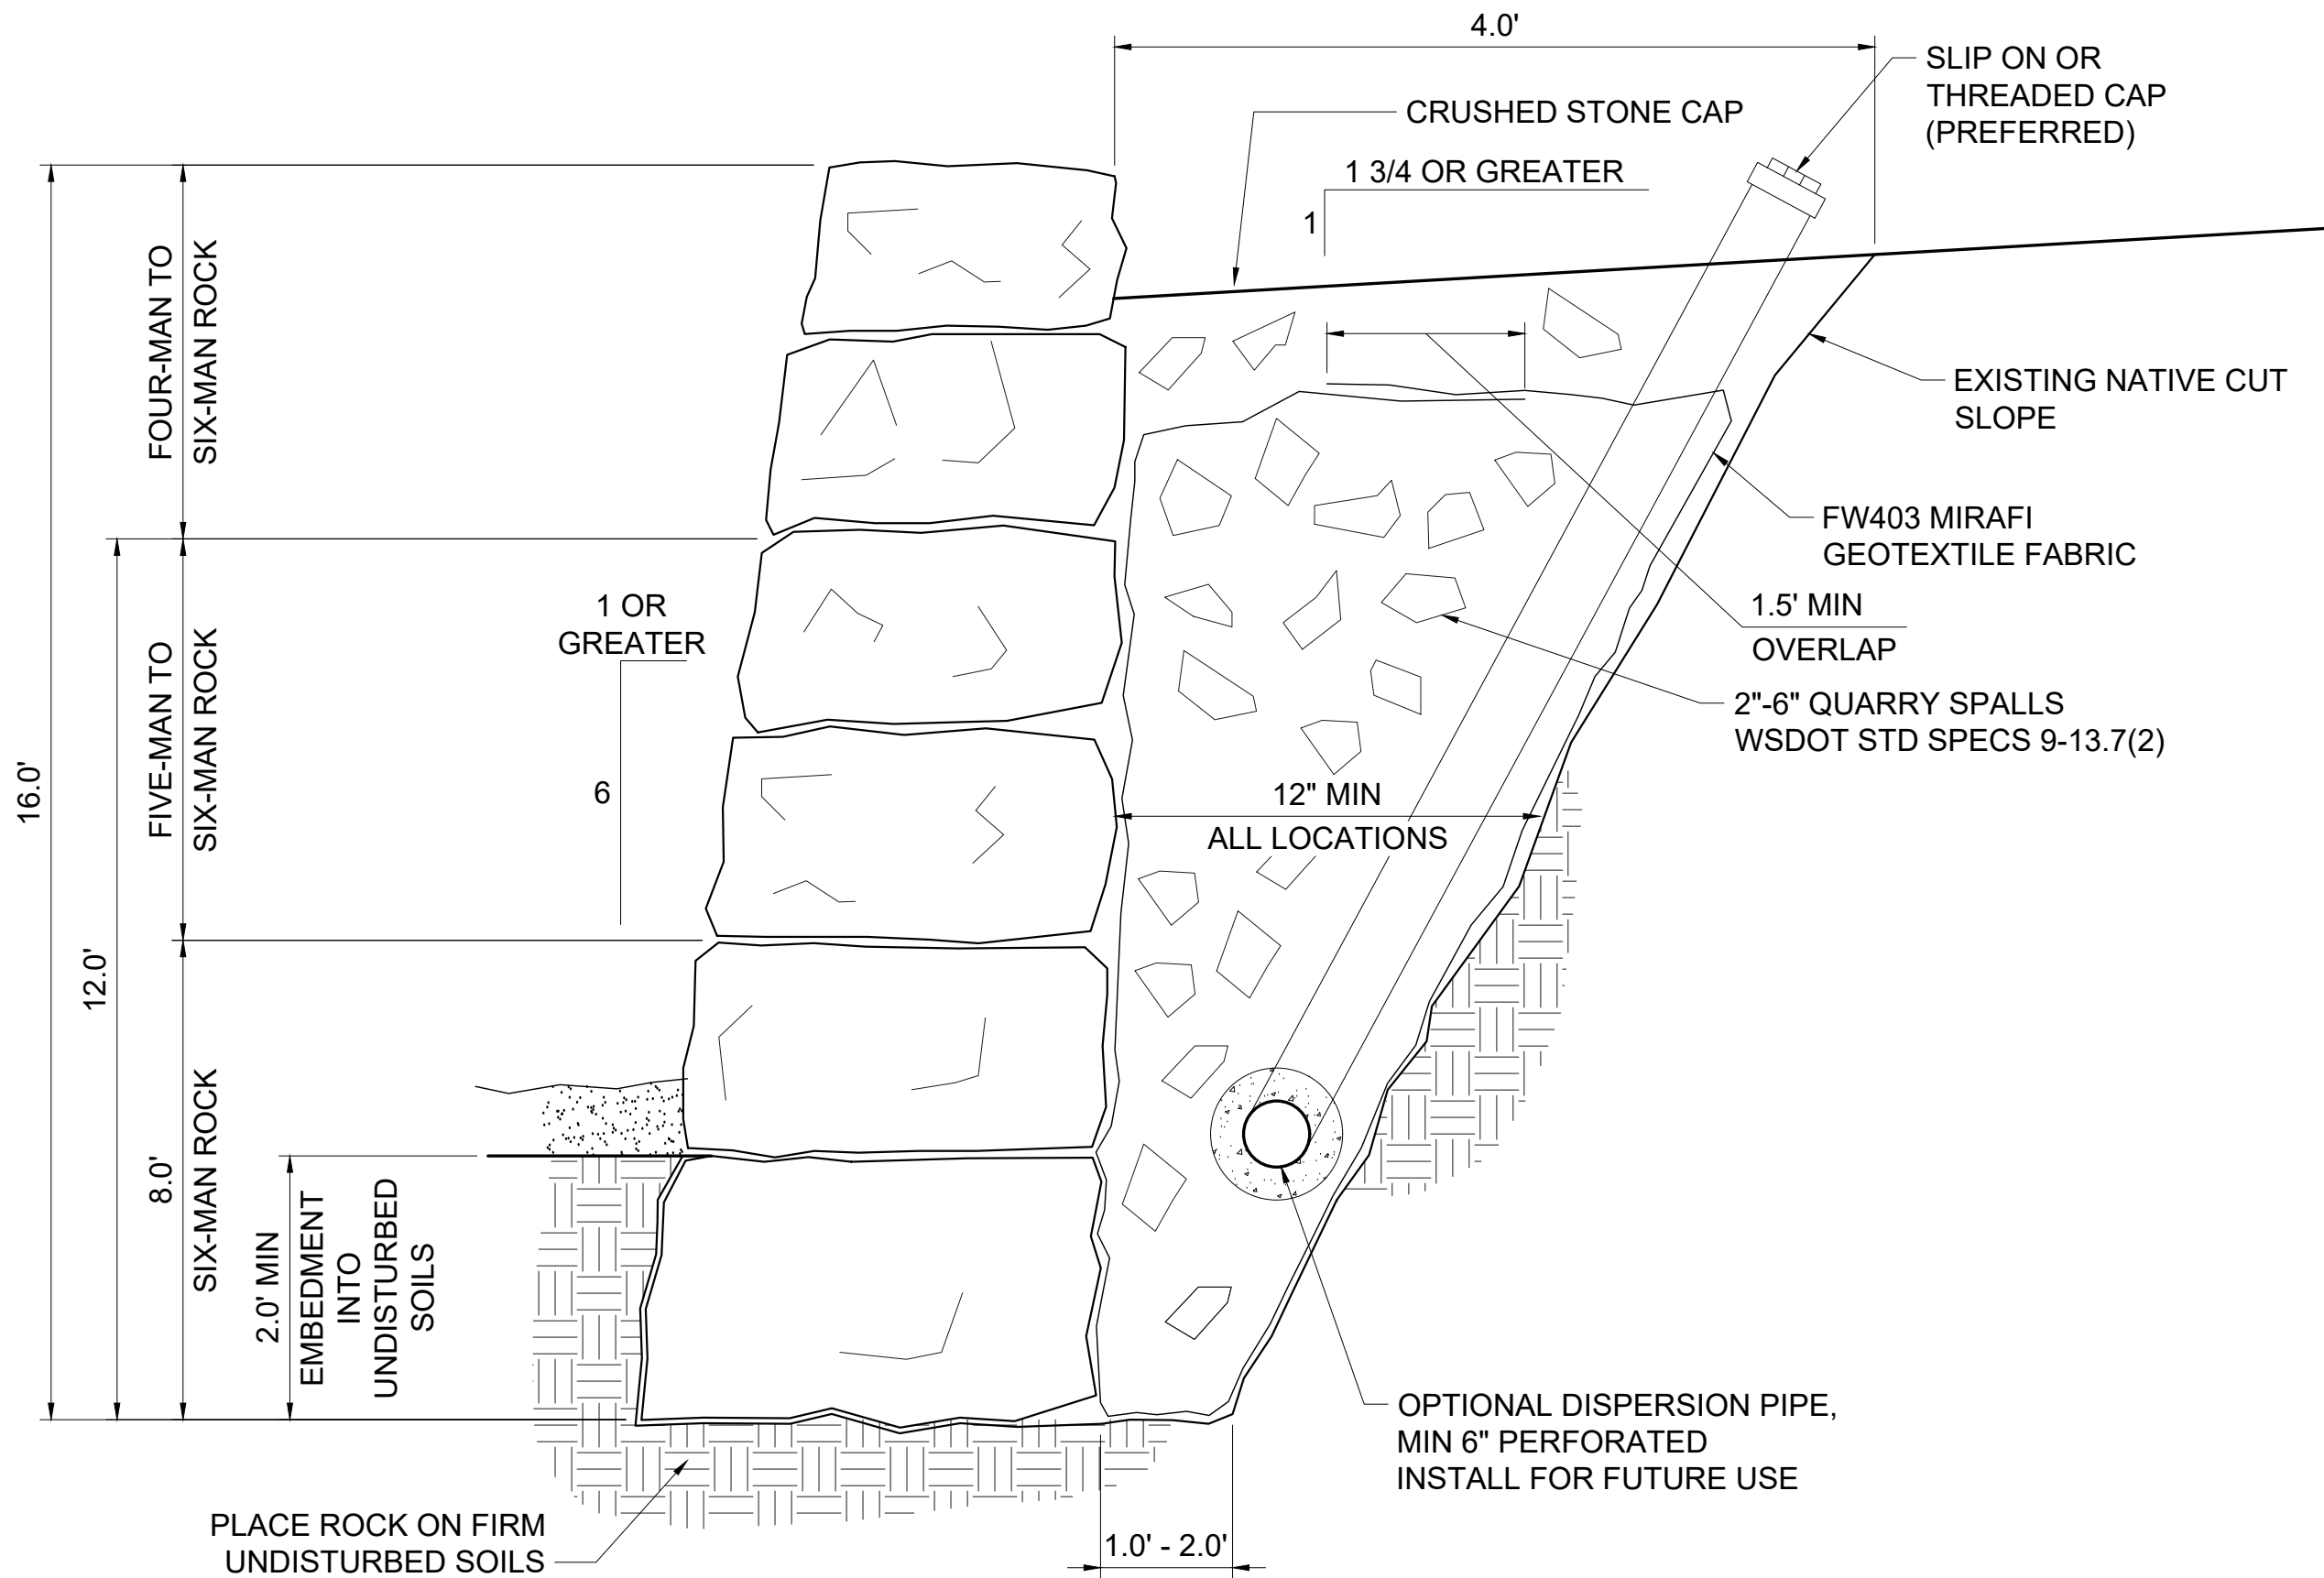 4.0'
SLIP ON OR
THREADED CAP
(PREFERRED)
CRUSHED STONE CAP
1 3/4 OR GREATER
1
FOUR-MAN TO
SIX-MAN ROCK
EXISTING NATIVE CUT
SLOPE
FW403 MIRAFI
GEOTEXTILE FABRIC
1 OR
GREATER
6
1.5' MIN
OVERLAP
FIVE-MAN TO
SIX-MAN ROCK
2"-6" QUARRY SPALLS
WSDOT STD SPECS 9-13.7(2)
16.0'
12" MIN
ALL LOCATIONS
12.0'
8.0'
SIX-MAN ROCK
2.0' MIN
EMBEDMENT
INTO
UNDISTURBED
SOILS
OPTIONAL DISPERSION PIPE,
MIN 6" PERFORATED
INSTALL FOR FUTURE USE
PLACE ROCK ON FIRM
UNDISTURBED SOILS
1.0' - 2.0'